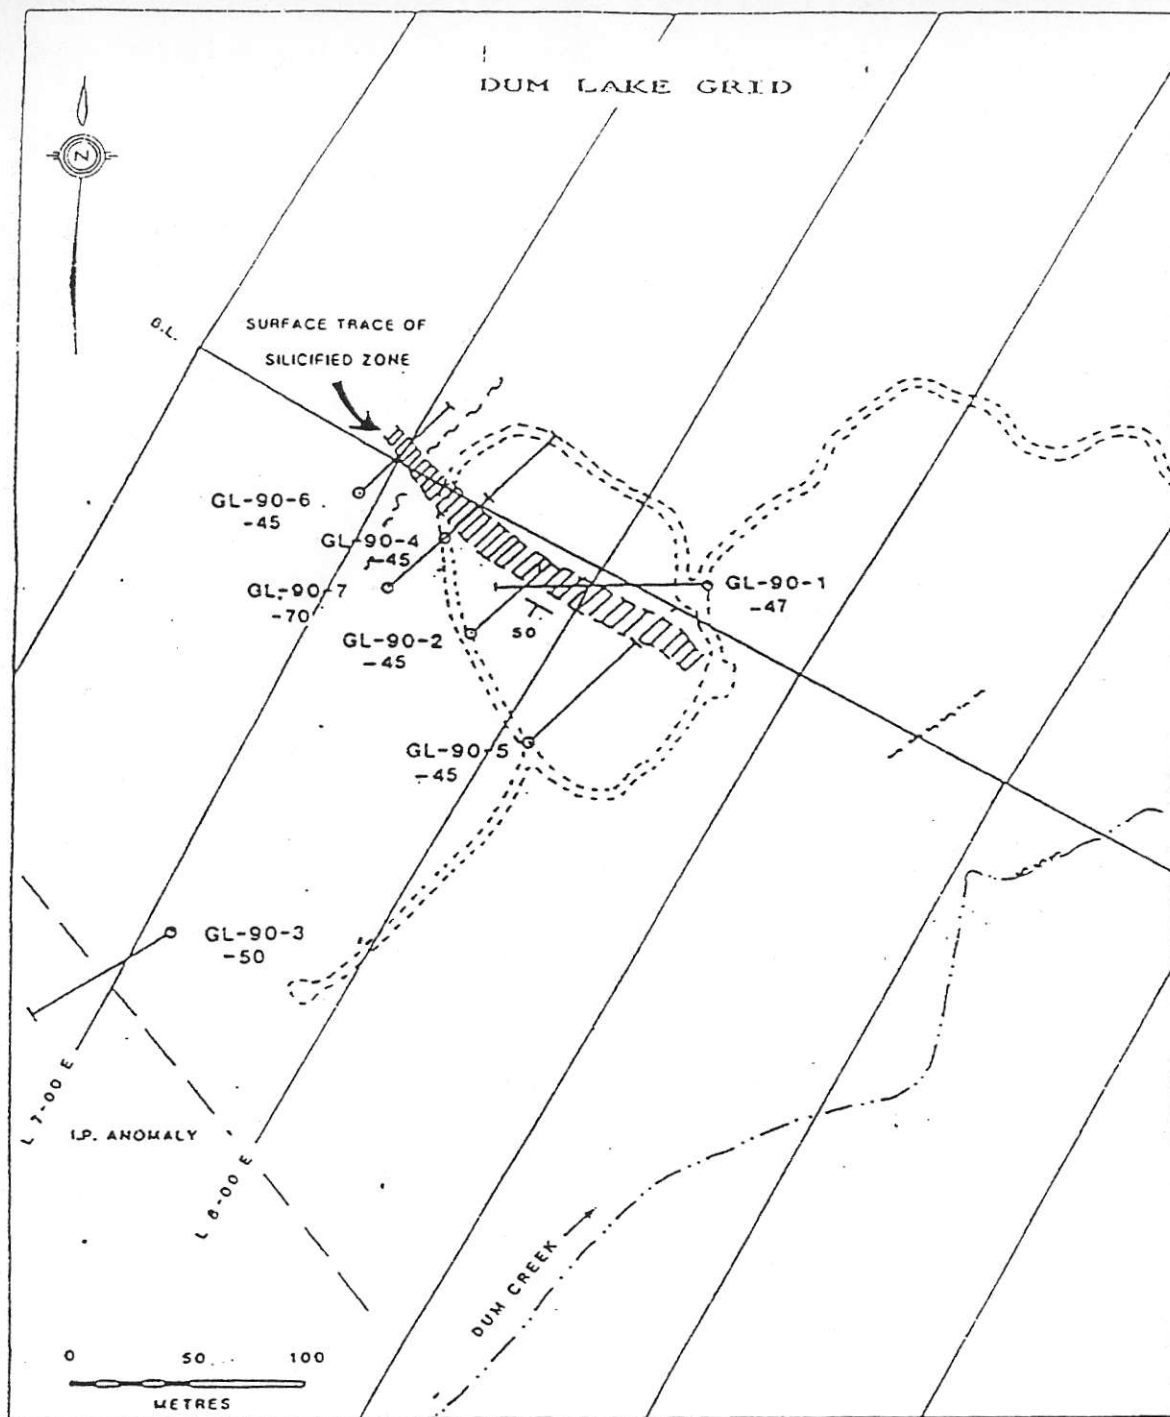 DUM LAKE GRID
N
B.L.
SURFACE TRACE OF
SILICIFIED ZONE
GL-90-6
-45
GL-90-4
-45
GL-90-7
-70
GL-90-2
-45
50
GL-90-1
-47
GL-90-5
-45
GL-90-3
-50
L 7-00 E
I.P. ANOMALY
L 8-00 E
DUM CREEK
0 50 100
METRES